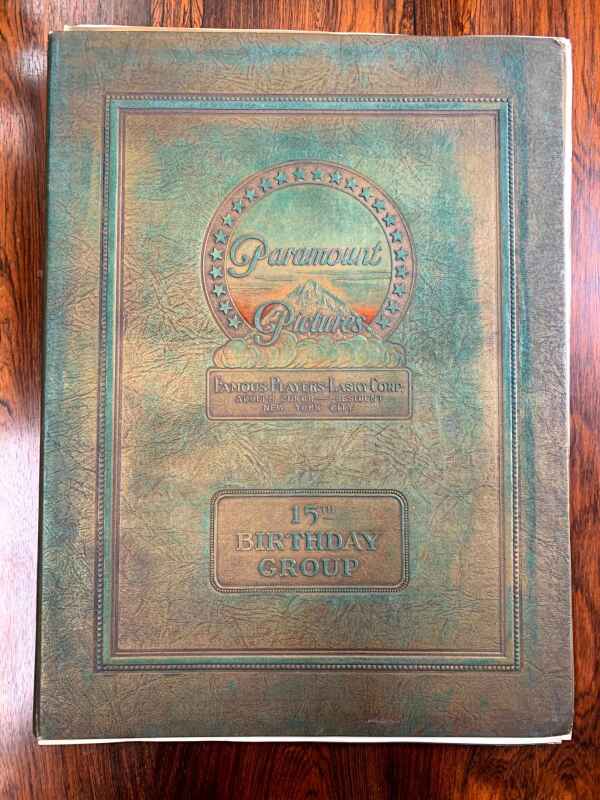 Paramount
Pictures
FAMOUS PLAYERS-LASKY CORP.
ADOLPH ZUKOR — PRESIDENT
NEW YORK CITY
15TH
BIRTHDAY
GROUP